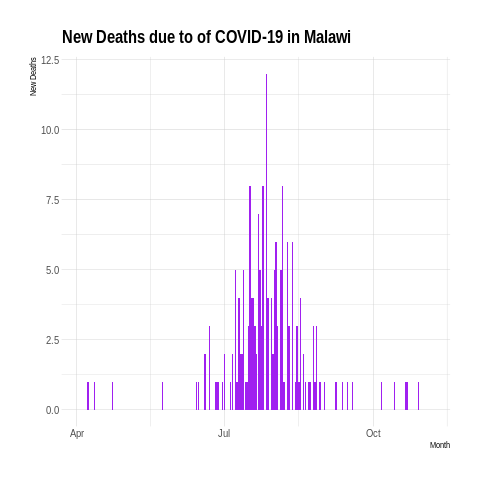 New Deaths due to of COVID-19 in Malawi
New Deaths
12.5
10.0
7.5
5.0
2.5
0.0
Apr
Jul
Oct
Month